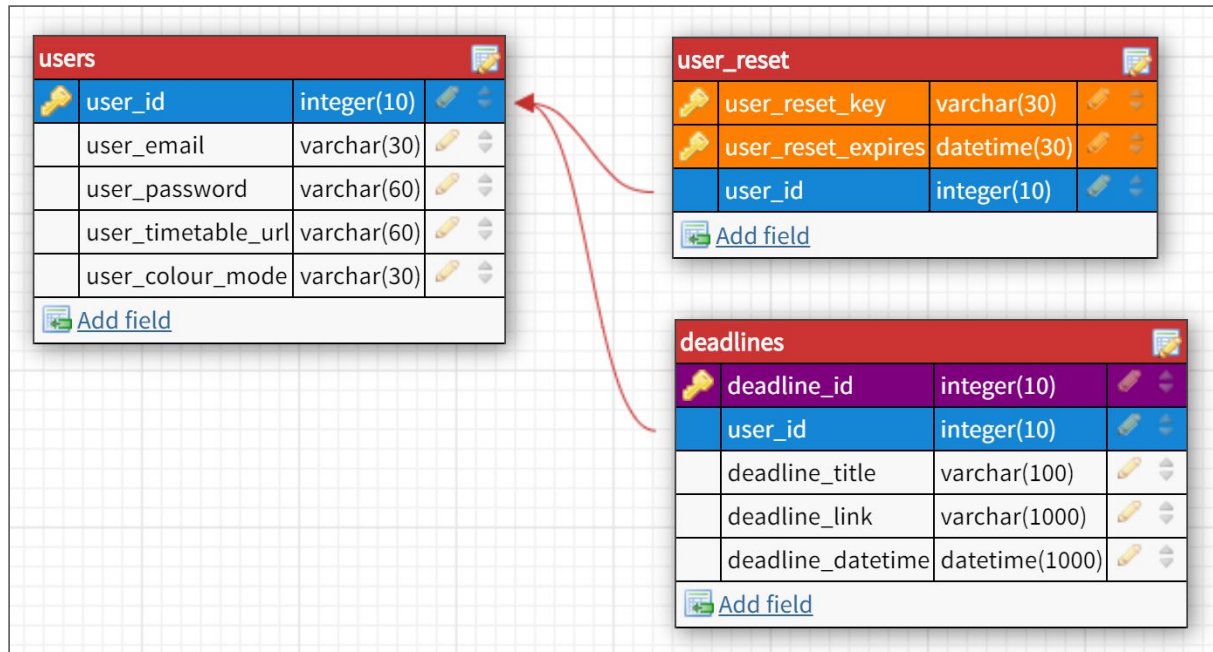 users
user_id integer(10)
user_email varchar(30)
user_password varchar(60)
user_timetable_url varchar(60)
user_colour_mode varchar(30)
Add field
user_reset
user_reset_key varchar(30)
user_reset_expires datetime(30)
user_id integer(10)
Add field
deadlines
deadline_id integer(10)
user_id integer(10)
deadline_title varchar(100)
deadline_link varchar(1000)
deadline_datetime datetime(1000)
Add field